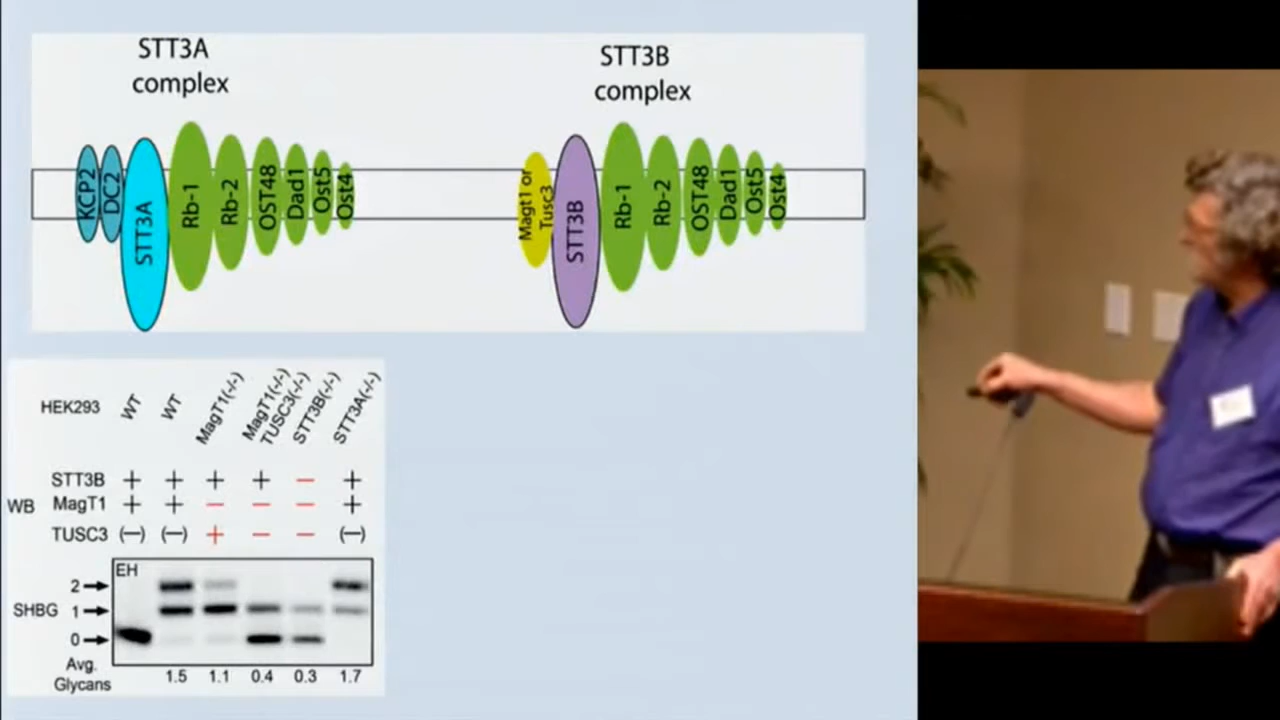 STT3A
complex
STT3B
complex
KCP2
DC2
STT3A
Rb-1
Rb-2
OST48
Dad1
Ost5
Ost4
Magt1 or
Tusc3
STT3B
Rb-1
Rb-2
OST48
Dad1
Ost5
Ost4
HEK293 WT WT MagT1(-/-) MagT1(-/-) TUSC3(-/-) STT3B(-/-) STT3A(-/-)
STT3B + + + + − +
WB MagT1 + + − − − +
TUSC3 (−) (−) + − − (−)
EH
2
SHBG 1
0
Avg.
Glycans 1.5 1.1 0.4 0.3 1.7